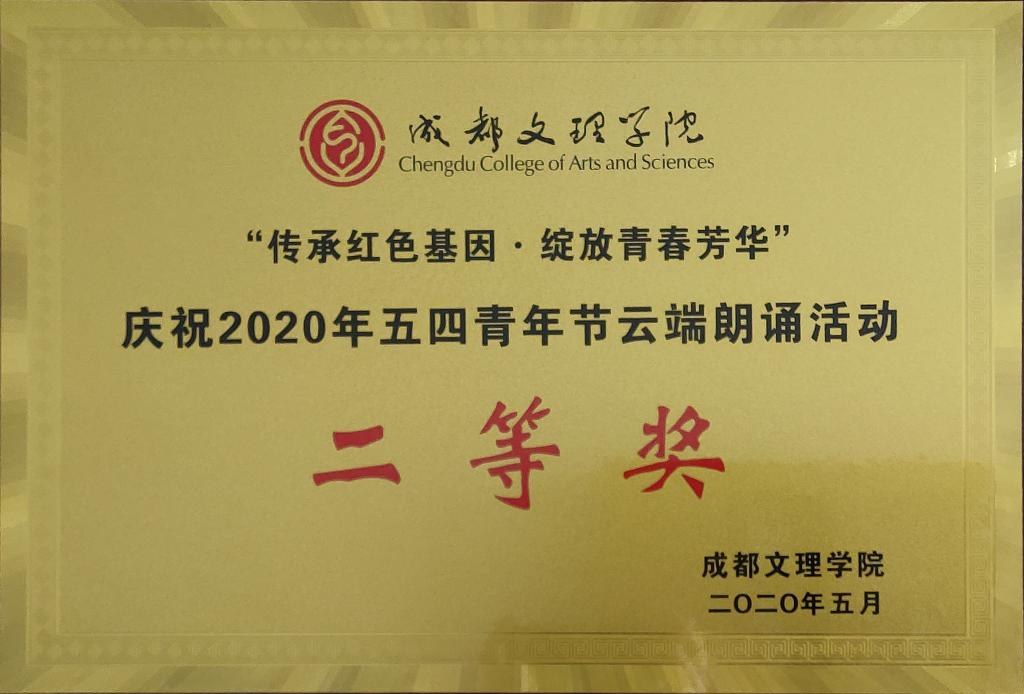 成都文理学院
Chengdu College of Arts and Sciences
“传承红色基因·绽放青春芳华”
庆祝2020年五四青年节云端朗诵活动
二等奖
成都文理学院
二〇二〇年五月